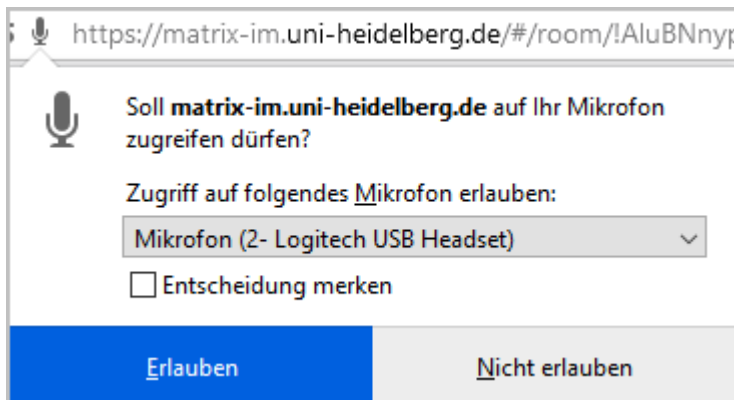 https://matrix-im.uni-heidelberg.de/#/room/!AluBNnyp
Soll matrix-im.uni-heidelberg.de auf Ihr Mikrofon
zugreifen dürfen?
Zugriff auf folgendes Mikrofon erlauben:
Mikrofon (2- Logitech USB Headset)
Entscheidung merken
Erlauben
Nicht erlauben